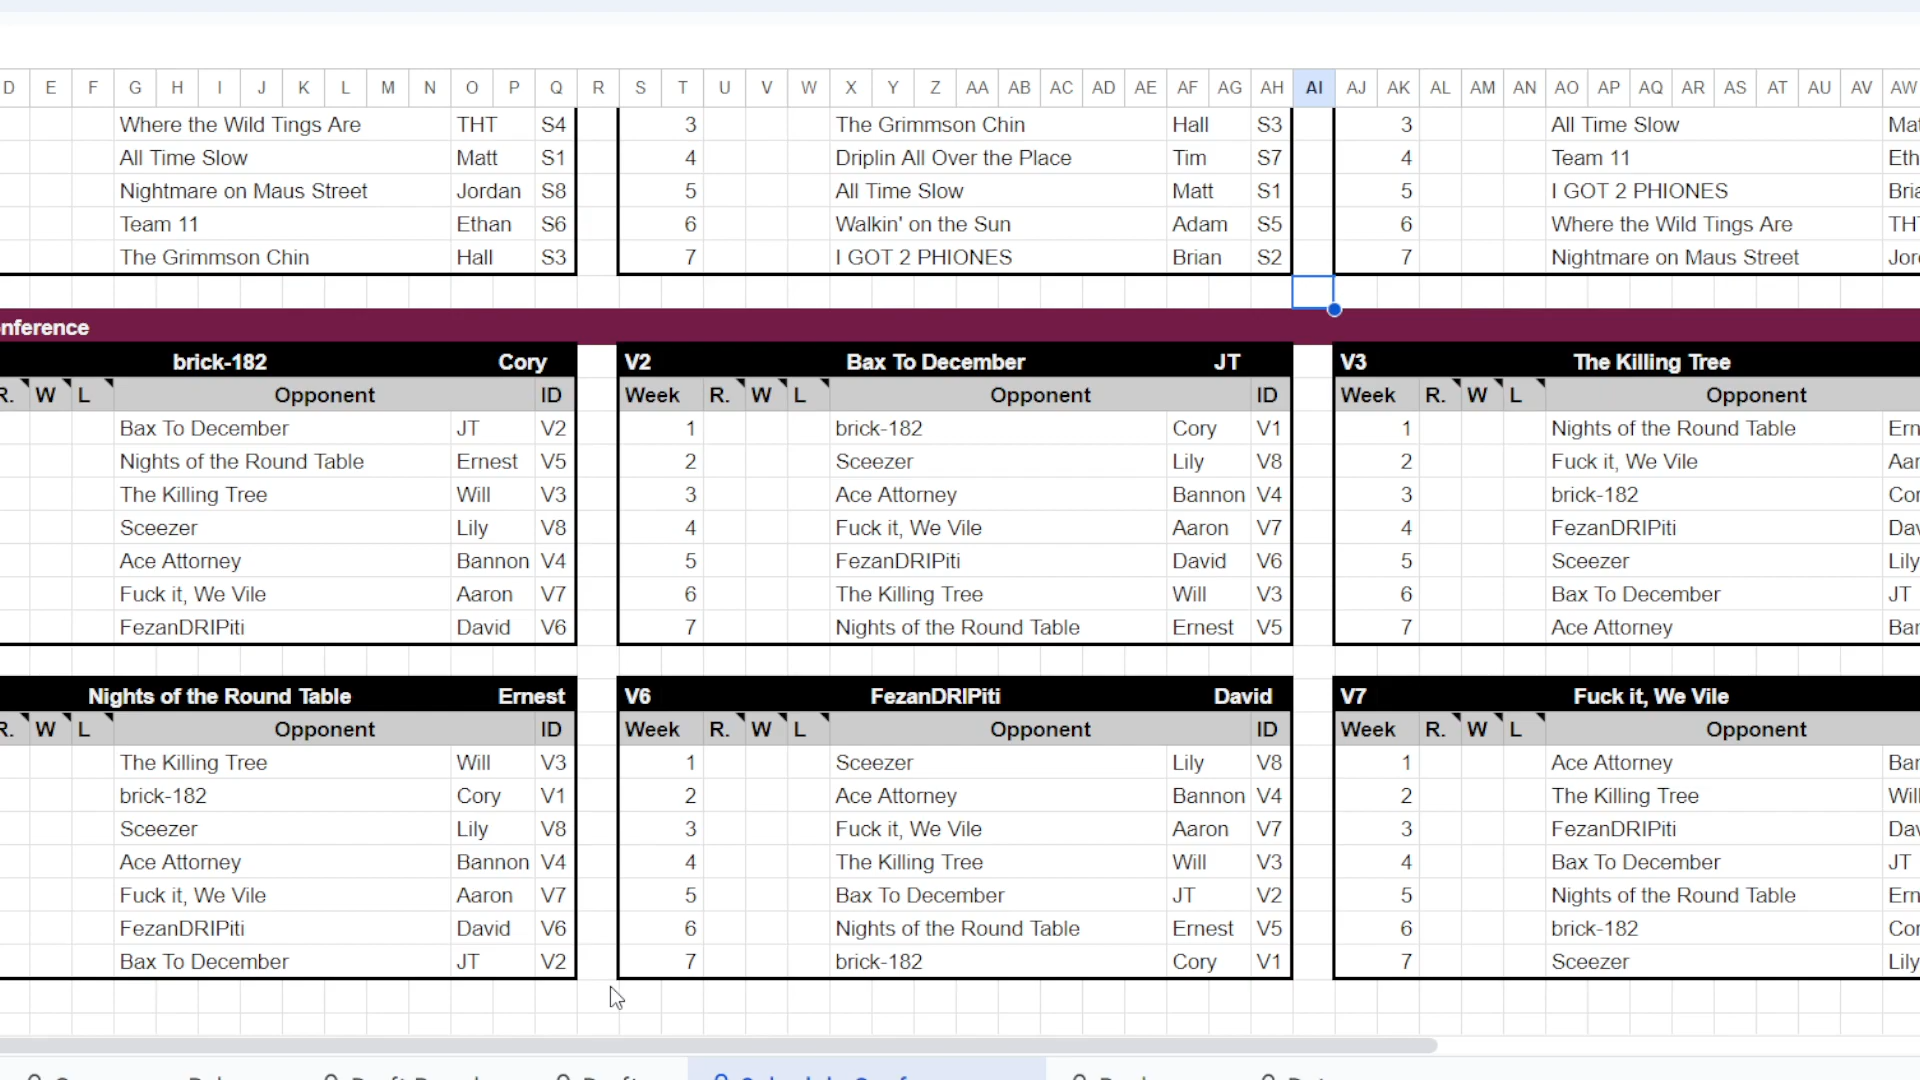 D E F G H I J K L M N O P Q R S T U V W X Y Z AA AB AC AD AE AF AG AH AI AJ AK AL AM AN AO AP AQ AR AS AT AU AV AW
Where the Wild Tings Are THT S4 3 The Grimmson Chin Hall S3 3 All Time Slow
All Time Slow Matt S1 4 Driplin All Over the Place Tim S7 4 Team 11
Nightmare on Maus Street Jordan S8 5 All Time Slow Matt S1 5 I GOT 2 PHIONES
Team 11 Ethan S6 6 Walkin' on the Sun Adam S5 6 Where the Wild Tings Are
The Grimmson Chin Hall S3 7 I GOT 2 PHIONES Brian S2 7 Nightmare on Maus Street
nference
brick-182 Cory V2 Bax To December JT V3 The Killing Tree
R. W L Opponent ID Week R. W L Opponent ID Week R. W L Opponent
Bax To December JT V2 1 brick-182 Cory V1 1 Nights of the Round Table
Nights of the Round Table Ernest V5 2 Sceezer Lily V8 2 Fuck it, We Vile
The Killing Tree Will V3 3 Ace Attorney Bannon V4 3 brick-182
Sceezer Lily V8 4 Fuck it, We Vile Aaron V7 4 FezanDRIPiti
Ace Attorney Bannon V4 5 FezanDRIPiti David V6 5 Sceezer Lily
Fuck it, We Vile Aaron V7 6 The Killing Tree Will V3 6 Bax To December JT
FezanDRIPiti David V6 7 Nights of the Round Table Ernest V5 7 Ace Attorney
Nights of the Round Table Ernest V6 FezanDRIPiti David V7 Fuck it, We Vile
R. W L Opponent ID Week R. W L Opponent ID Week R. W L Opponent
The Killing Tree Will V3 1 Sceezer Lily V8 1 Ace Attorney
brick-182 Cory V1 2 Ace Attorney Bannon V4 2 The Killing Tree Will
Sceezer Lily V8 3 Fuck it, We Vile Aaron V7 3 FezanDRIPiti
Ace Attorney Bannon V4 4 The Killing Tree Will V3 4 Bax To December JT
Fuck it, We Vile Aaron V7 5 Bax To December JT V2 5 Nights of the Round Table
FezanDRIPiti David V6 6 Nights of the Round Table Ernest V5 6 brick-182
Bax To December JT V2 7 brick-182 Cory V1 7 Sceezer Lily